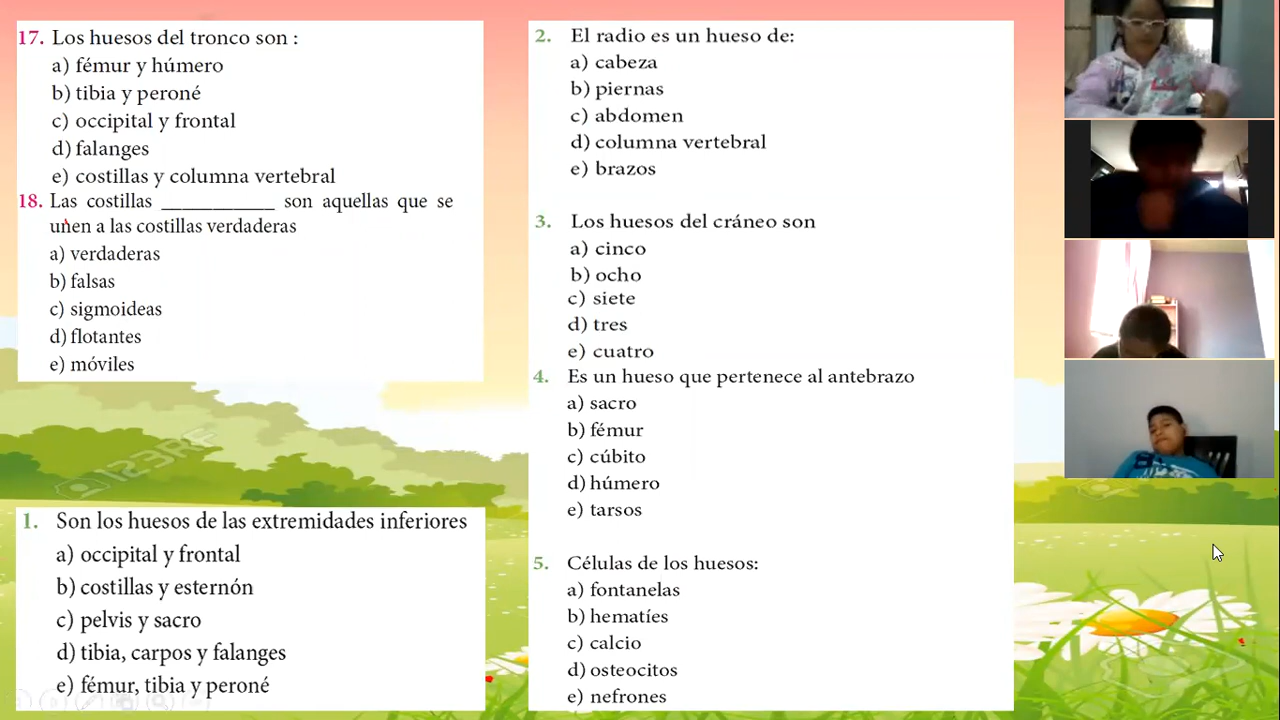 17. Los huesos del tronco son :
a) fémur y húmero
b) tibia y peroné
c) occipital y frontal
d) falanges
e) costillas y columna vertebral
18. Las costillas ___________ son aquellas que se
unen a las costillas verdaderas
a) verdaderas
b) falsas
c) sigmoideas
d) flotantes
e) móviles
1. Son los huesos de las extremidades inferiores
a) occipital y frontal
b) costillas y esternón
c) pelvis y sacro
d) tibia, carpos y falanges
e) fémur, tibia y peroné
2. El radio es un hueso de:
a) cabeza
b) piernas
c) abdomen
d) columna vertebral
e) brazos
3. Los huesos del cráneo son
a) cinco
b) ocho
c) siete
d) tres
e) cuatro
4. Es un hueso que pertenece al antebrazo
a) sacro
b) fémur
c) cúbito
d) húmero
e) tarsos
5. Células de los huesos:
a) fontanelas
b) hematíes
c) calcio
d) osteocitos
e) nefrones
123RF